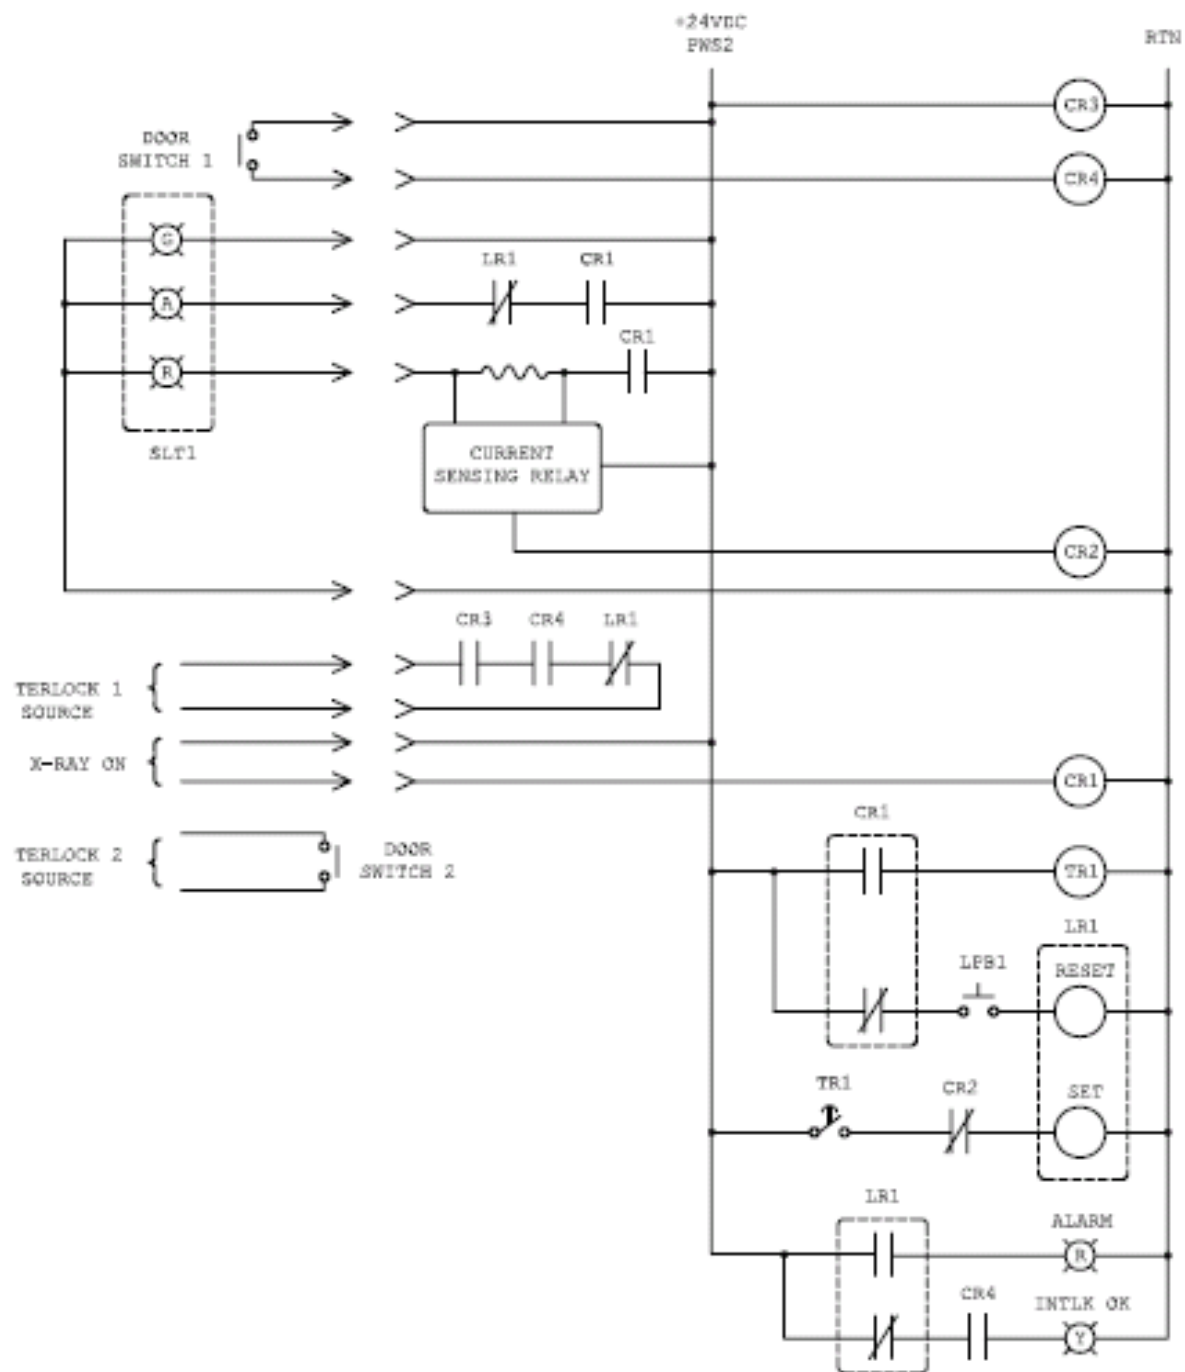 +24VDC
PWS2
RTN
CR3
DOOR
SWITCH 1
CR4
G
LR1
CR1
A
CR1
R
SLT1
CURRENT
SENSING RELAY
CR2
CR3
CR4
LR1
TERLOCK 1
SOURCE
X-RAY ON
CR1
CR1
TERLOCK 2
SOURCE
DOOR
SWITCH 2
TR1
LR1
LPB1
RESET
TR1
CR2
SET
LR1
ALARM
R
CR4
INTLK OK
Y